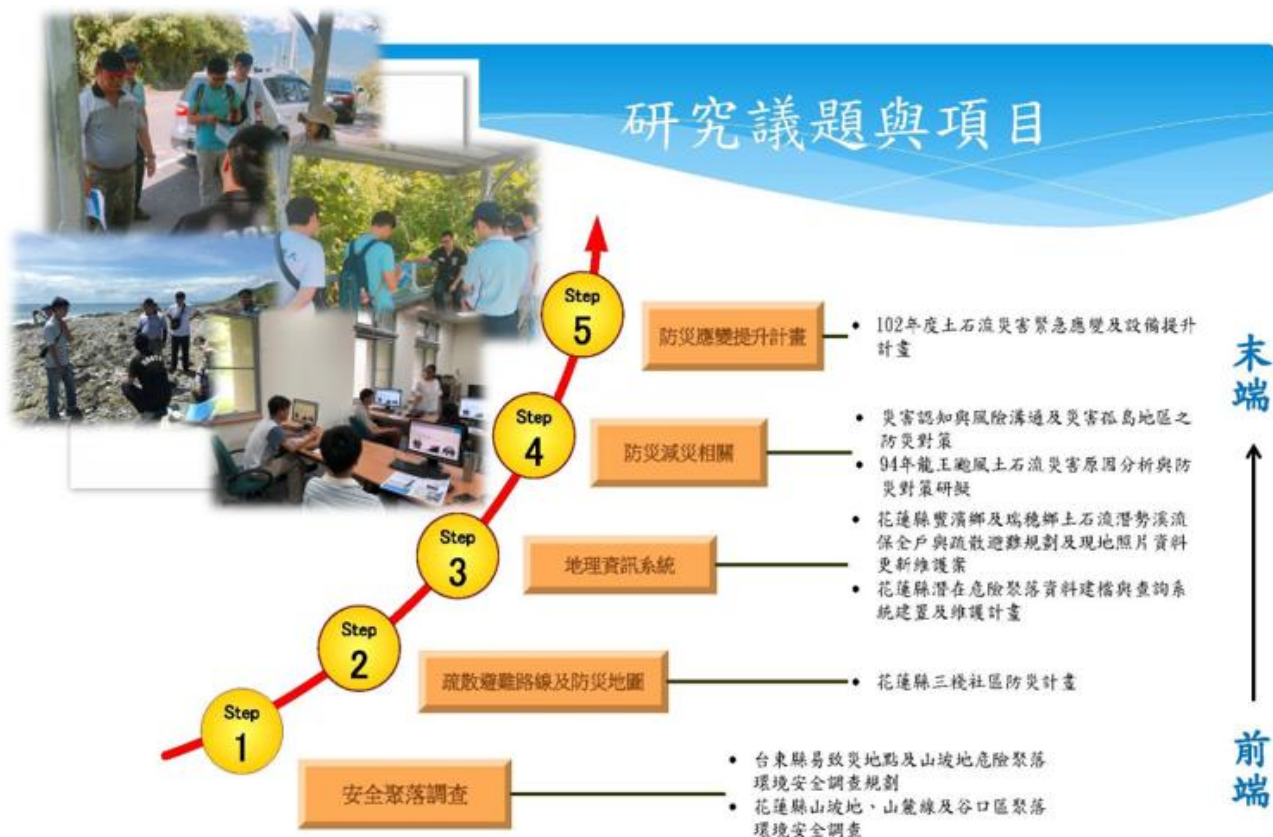 研究議題與項目
Step
5
防災應變提升計畫
• 102年度土石流災害緊急應變及設備提升
計畫
末端
Step
4
防災減災相關
• 災害認知與風險溝通及災害孤島地區之
防災對策
• 94年龍王颱風土石流災害原因分析與防
災對策研擬
Step
3
地理資訊系統
• 花蓮縣豐濱鄉及瑞穗鄉土石流潛勢溪流
保全戶與疏散避難規劃及現地照片資料
更新維護案
• 花蓮縣潛在危險聚落資料建檔與查詢系
統建置及維護計畫
Step
2
疏散避難路線及防災地圖
• 花蓮縣三棧社區防災計畫
Step
1
安全聚落調查
• 台東縣易致災地點及山坡地危險聚落
環境安全調查規劃
• 花蓮縣山坡地、山麓線及谷口區聚落
環境安全調查
前端